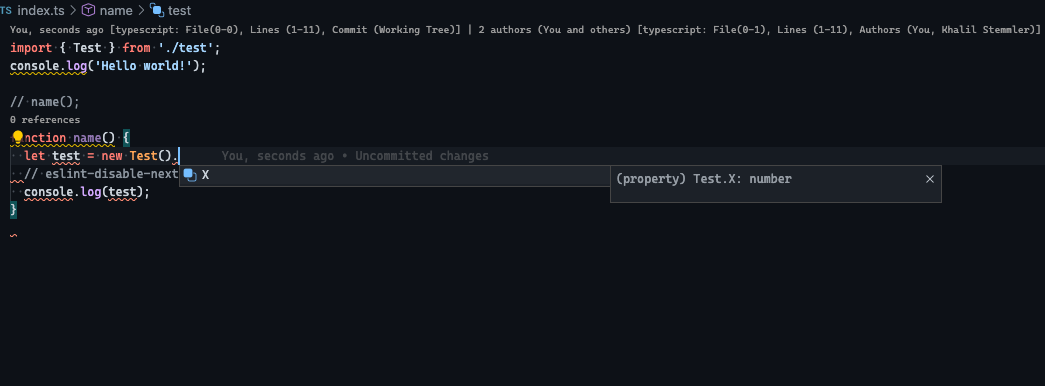 TS index.ts > name > test
You, seconds ago [typescript: File(0-0), Lines (1-11), Commit (Working Tree)] | 2 authors (You and others) [typescript: File(0-1), Lines (1-11), Authors (You, Khalil Stemmler)]
import { Test } from './test';
console.log('Hello world!');
// name();
0 references
nction name() {
let test = new Test(). You, seconds ago • Uncommitted changes
// eslint-disable-next
X
(property) Test.X: number
console.log(test);
}